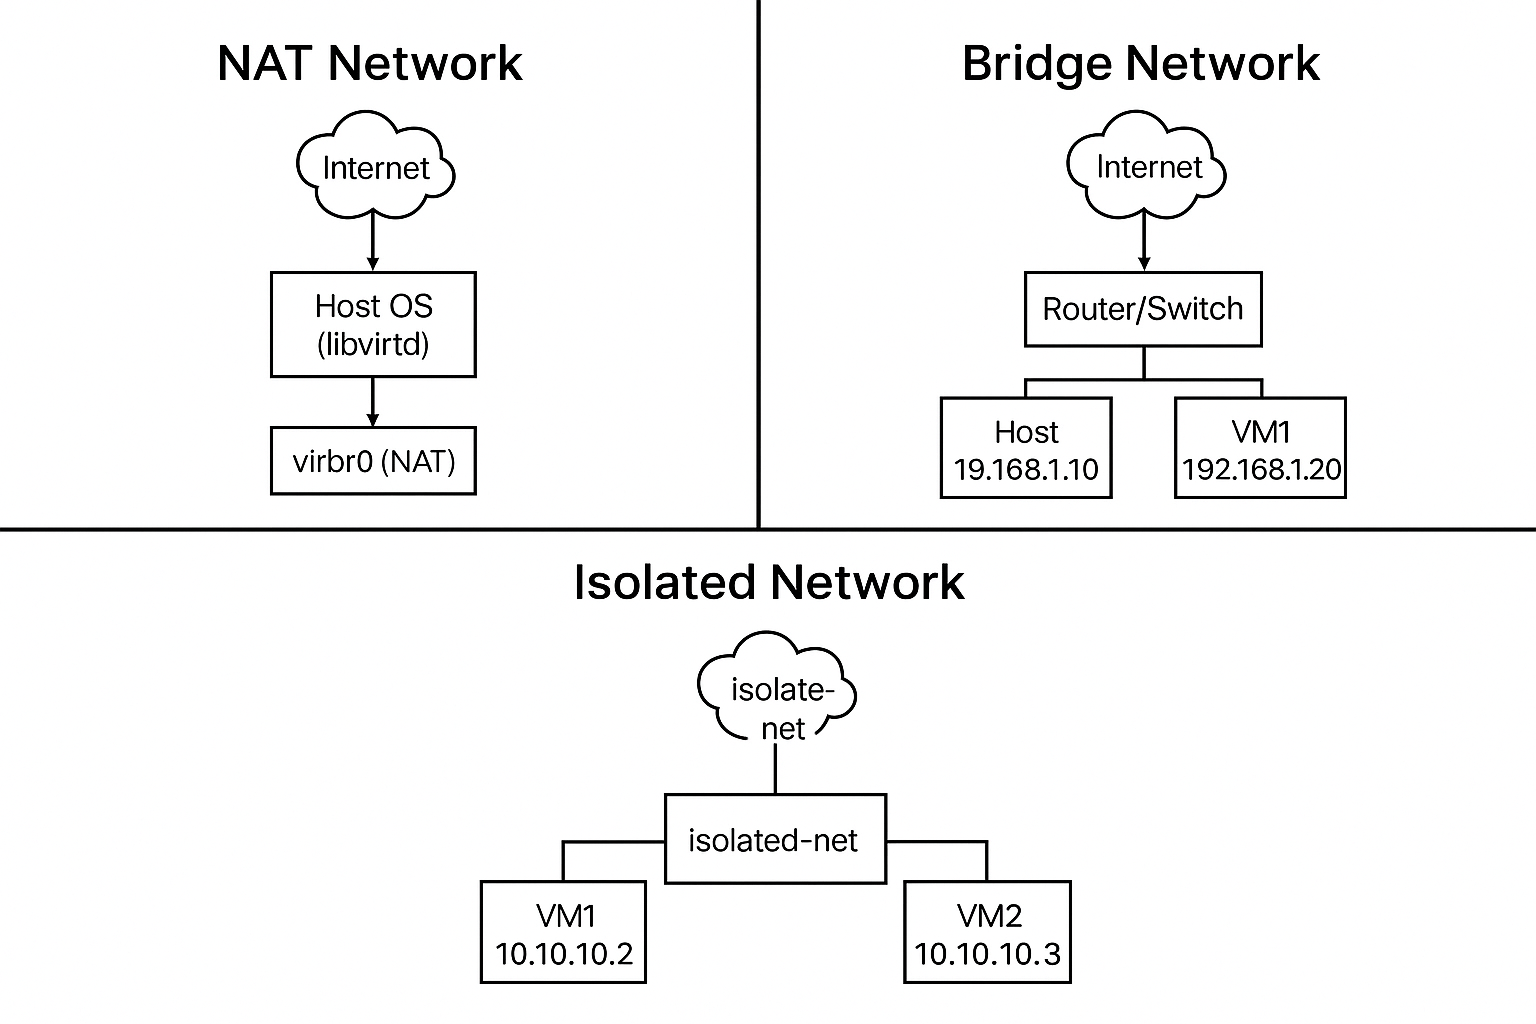 NAT Network
Internet
Host OS
(libvirtd)
virbr0 (NAT)
Bridge Network
Internet
Router/Switch
Host
19.168.1.10
VM1
192.168.1.20
Isolated Network
isolate-
net
isolated-net
VM1
10.10.10.2
VM2
10.10.10.3